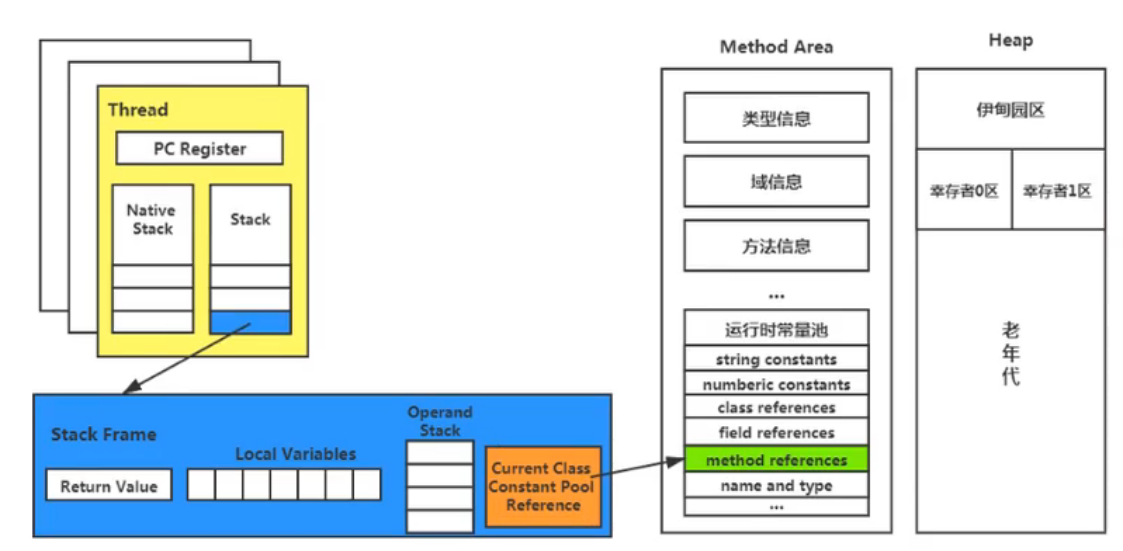 Thread
PC Register
Native
Stack
Stack
Stack Frame
Return Value
Local Variables
Operand
Stack
Current Class
Constant Pool
Reference
Method Area
类型信息
域信息
方法信息
...
运行时常量池
string constants
numberic constants
class references
field references
method references
name and type
...
Heap
伊甸园区
幸存者0区
幸存者1区
老
年
代